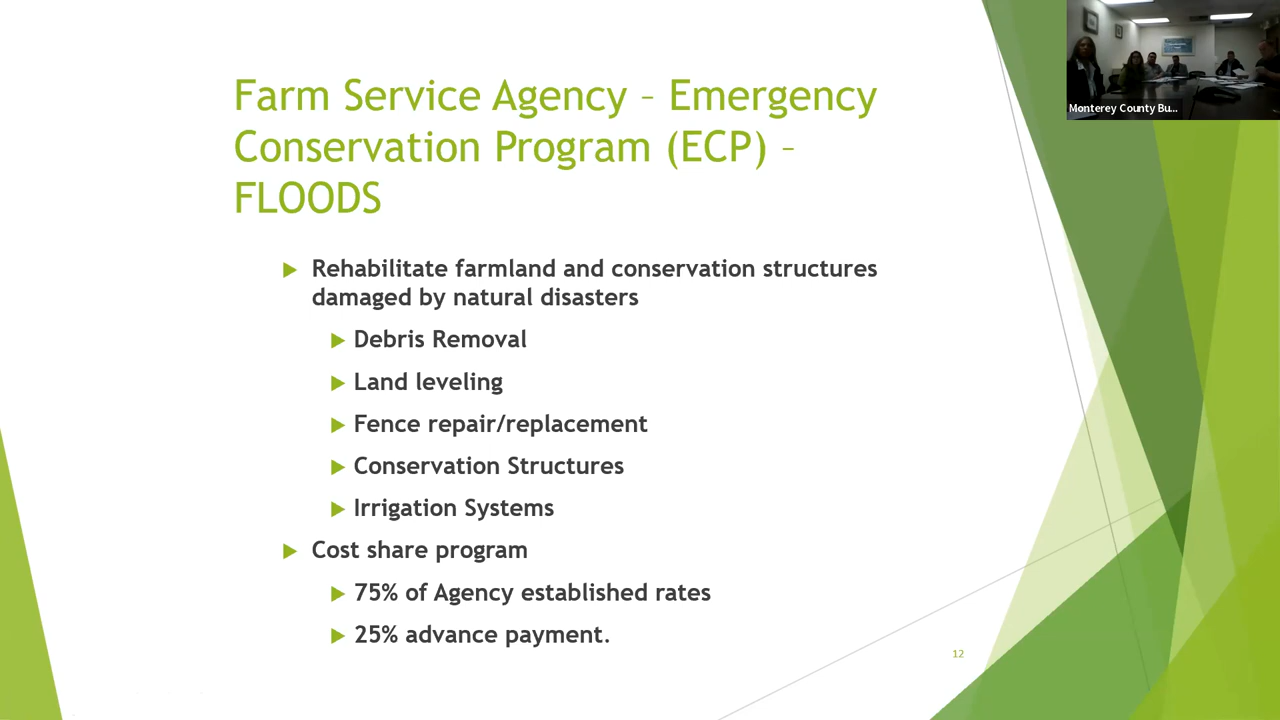 Farm Service Agency – Emergency
Conservation Program (ECP) –
FLOODS
Rehabilitate farmland and conservation structures
damaged by natural disasters
Debris Removal
Land leveling
Fence repair/replacement
Conservation Structures
Irrigation Systems
Cost share program
75% of Agency established rates
25% advance payment.
12
Monterey County Bu...